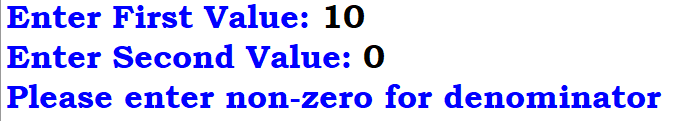 Enter First Value: 10
Enter Second Value: 0
Please enter non-zero for denominator